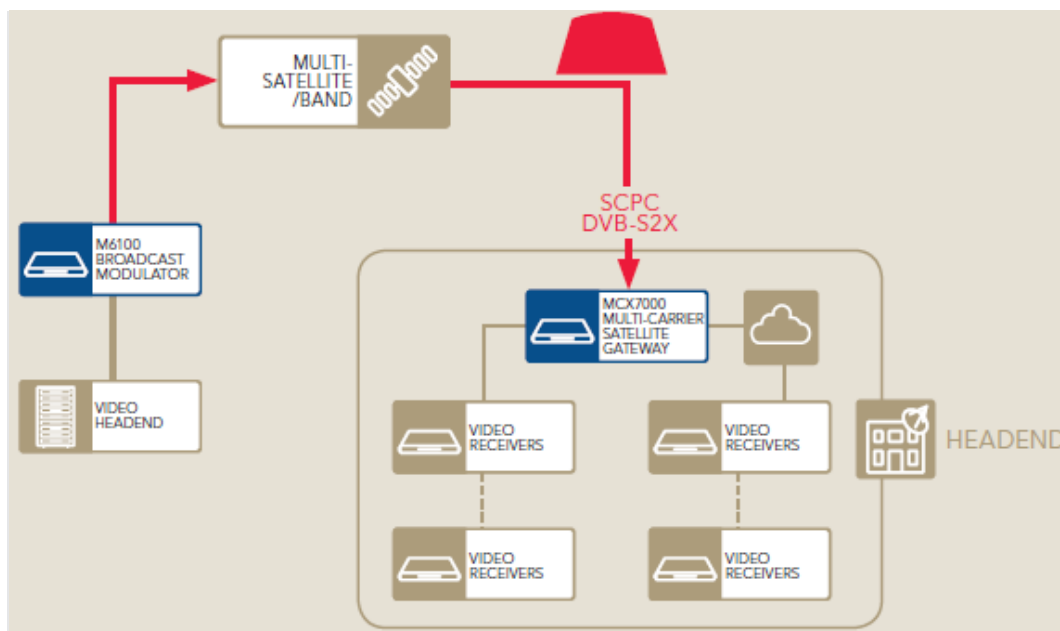 MULTI-
SATELLITE
/BAND
SCPC
DVB-S2X
M6100
BROADCAST
MODULATOR
MCX7000
MULTI-CARRIER
SATELLITE
GATEWAY
VIDEO
HEADEND
VIDEO
RECEIVERS
VIDEO
RECEIVERS
HEADEND
VIDEO
RECEIVERS
VIDEO
RECEIVERS